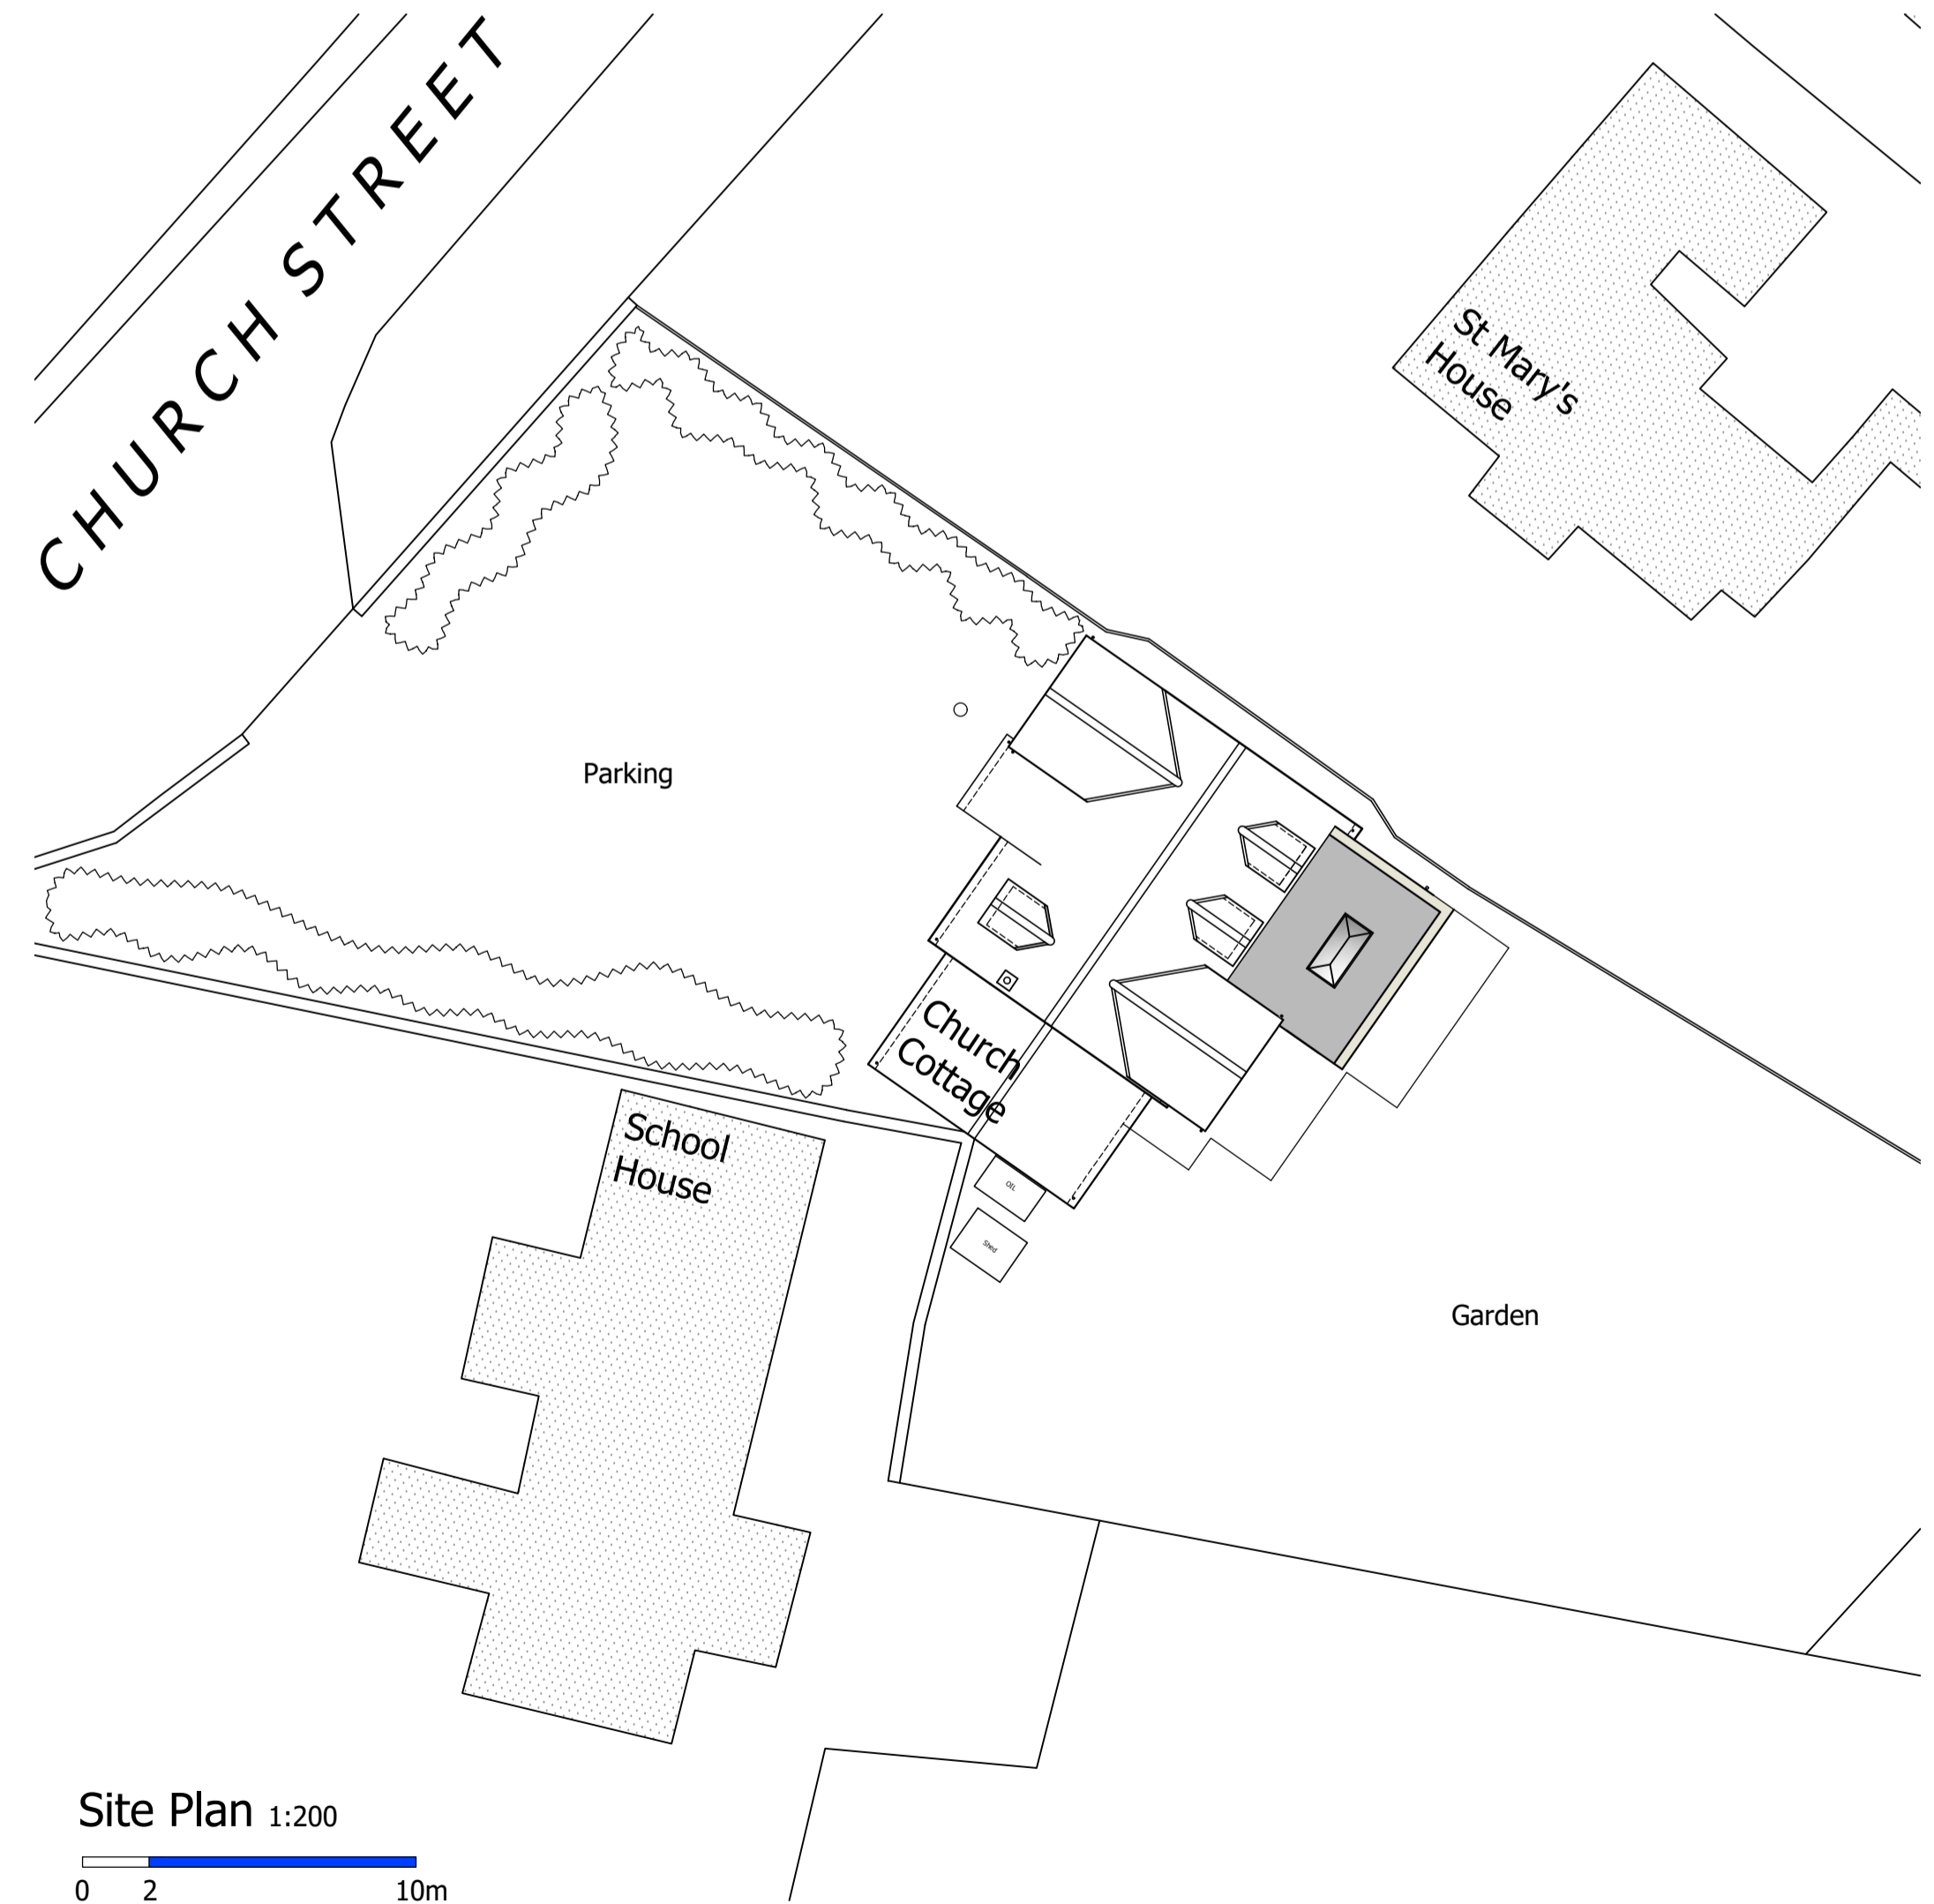 CHURCH STREET
St Mary's
House
Parking
Church
Cottage
School
House
OIL
Shed
Garden
Site Plan 1:200
0 2 10m